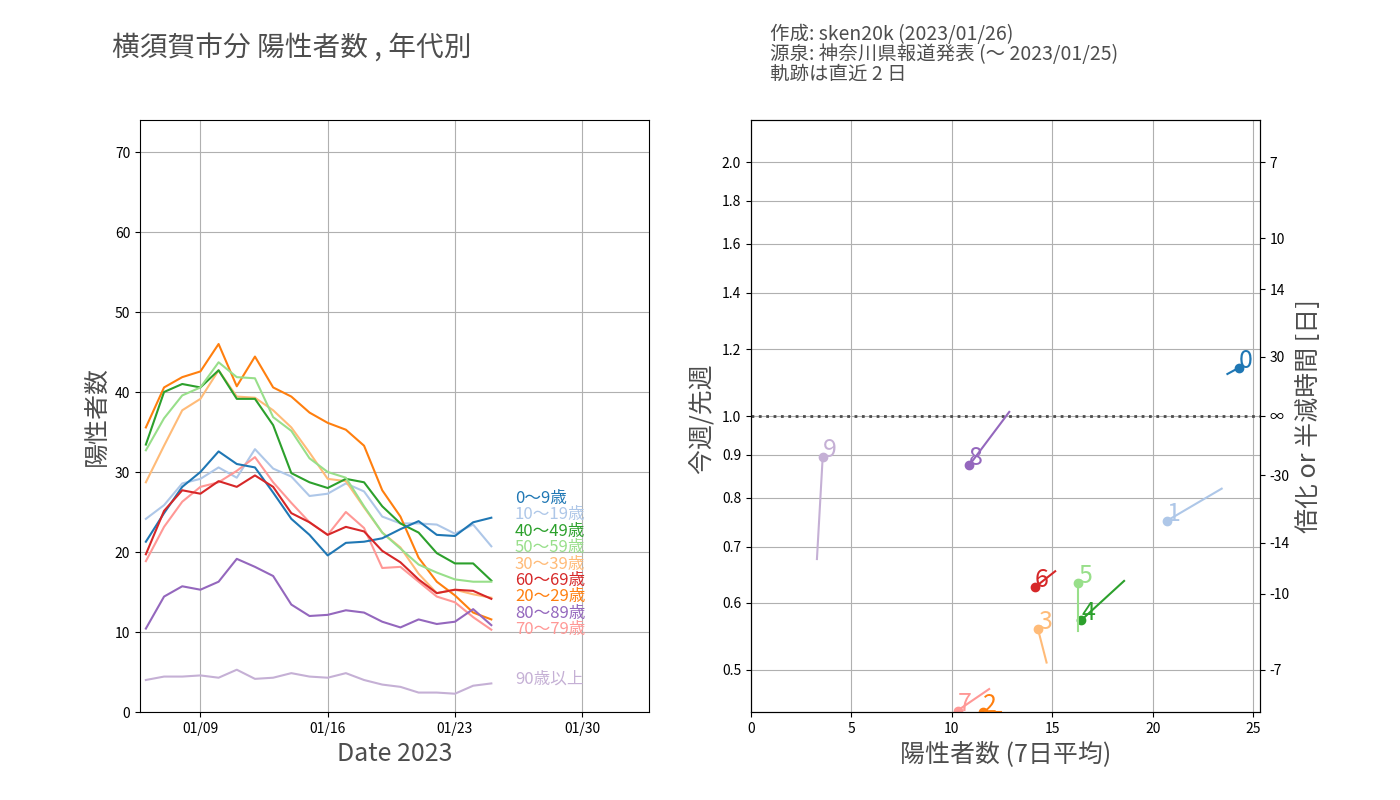 横須賀市分 陽性者数 , 年代別
作成: sken20k (2023/01/26)
源泉: 神奈川県報道発表 (〜 2023/01/25)
軌跡は直近 2 日
陽性者数
70
60
50
40
30
20
10
0
01/09
01/16
01/23
01/30
Date 2023
0〜9歳
10〜19歳
40〜49歳
50〜59歳
30〜39歳
60〜69歳
20〜29歳
80〜89歳
70〜79歳
90歳以上
今週/先週
2.0
1.8
1.6
1.4
1.2
1.0
0.9
0.8
0.7
0.6
0.5
0
5
10
15
20
25
陽性者数 (7日平均)
7
10
14
30
∞
-30
-14
-10
-7
倍化 or 半減時間 [日]
0
9
8
1
6
5
4
3
7
2